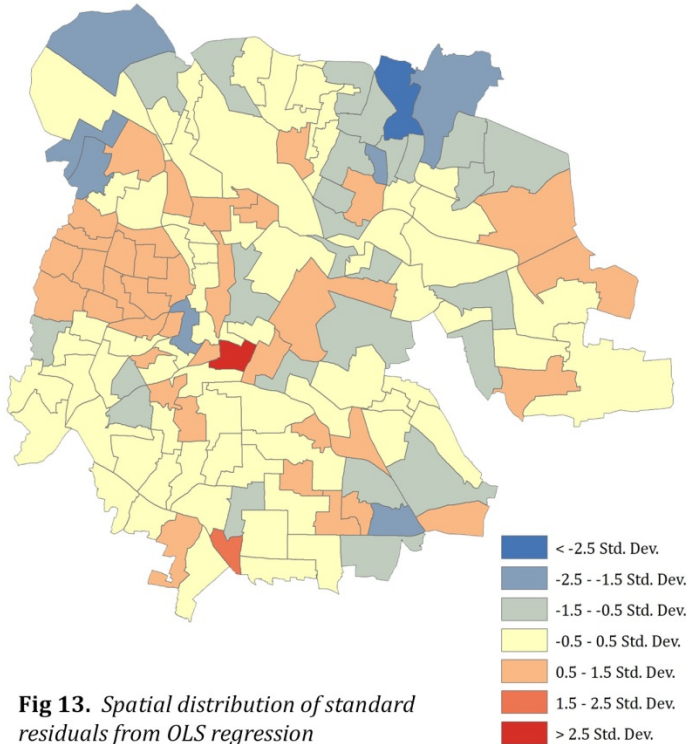 < -2.5 Std. Dev.
-2.5 - -1.5 Std. Dev.
-1.5 - -0.5 Std. Dev.
-0.5 - 0.5 Std. Dev.
0.5 - 1.5 Std. Dev.
1.5 - 2.5 Std. Dev.
> 2.5 Std. Dev.
Fig 13. Spatial distribution of standard
residuals from OLS regression